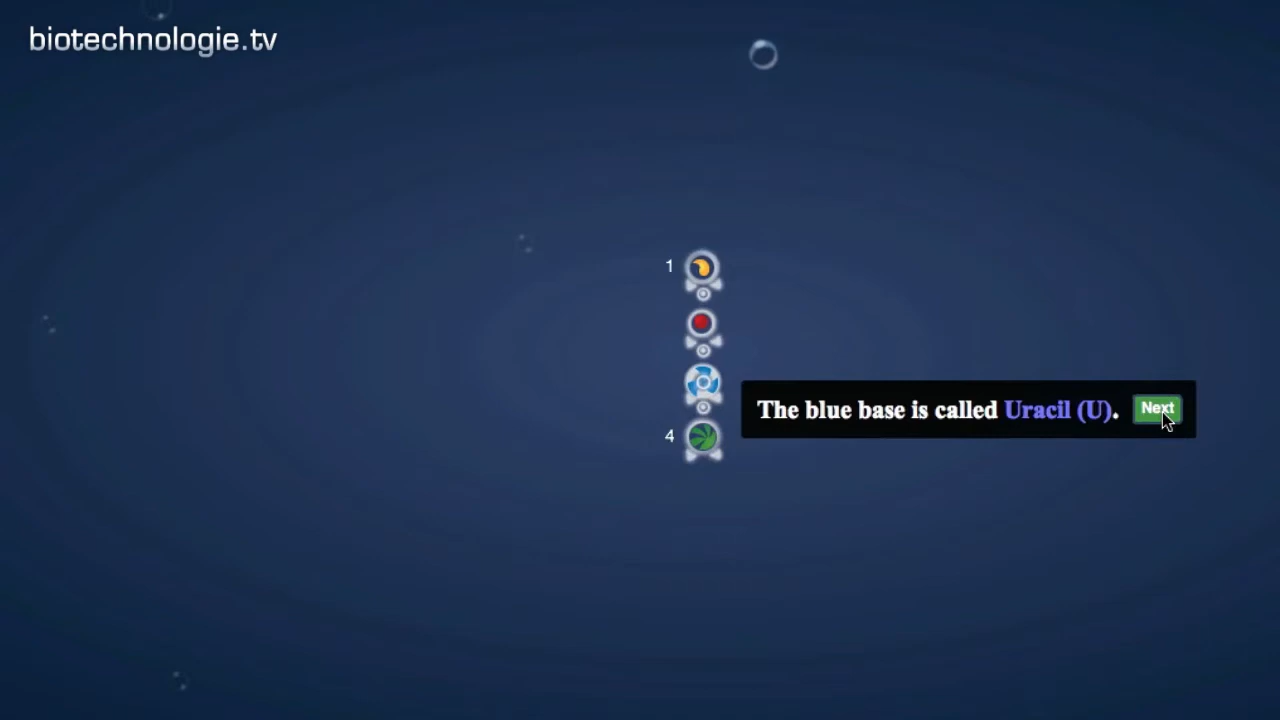 biotechnologie.tv
1
The blue base is called Uracil (U). Next
4